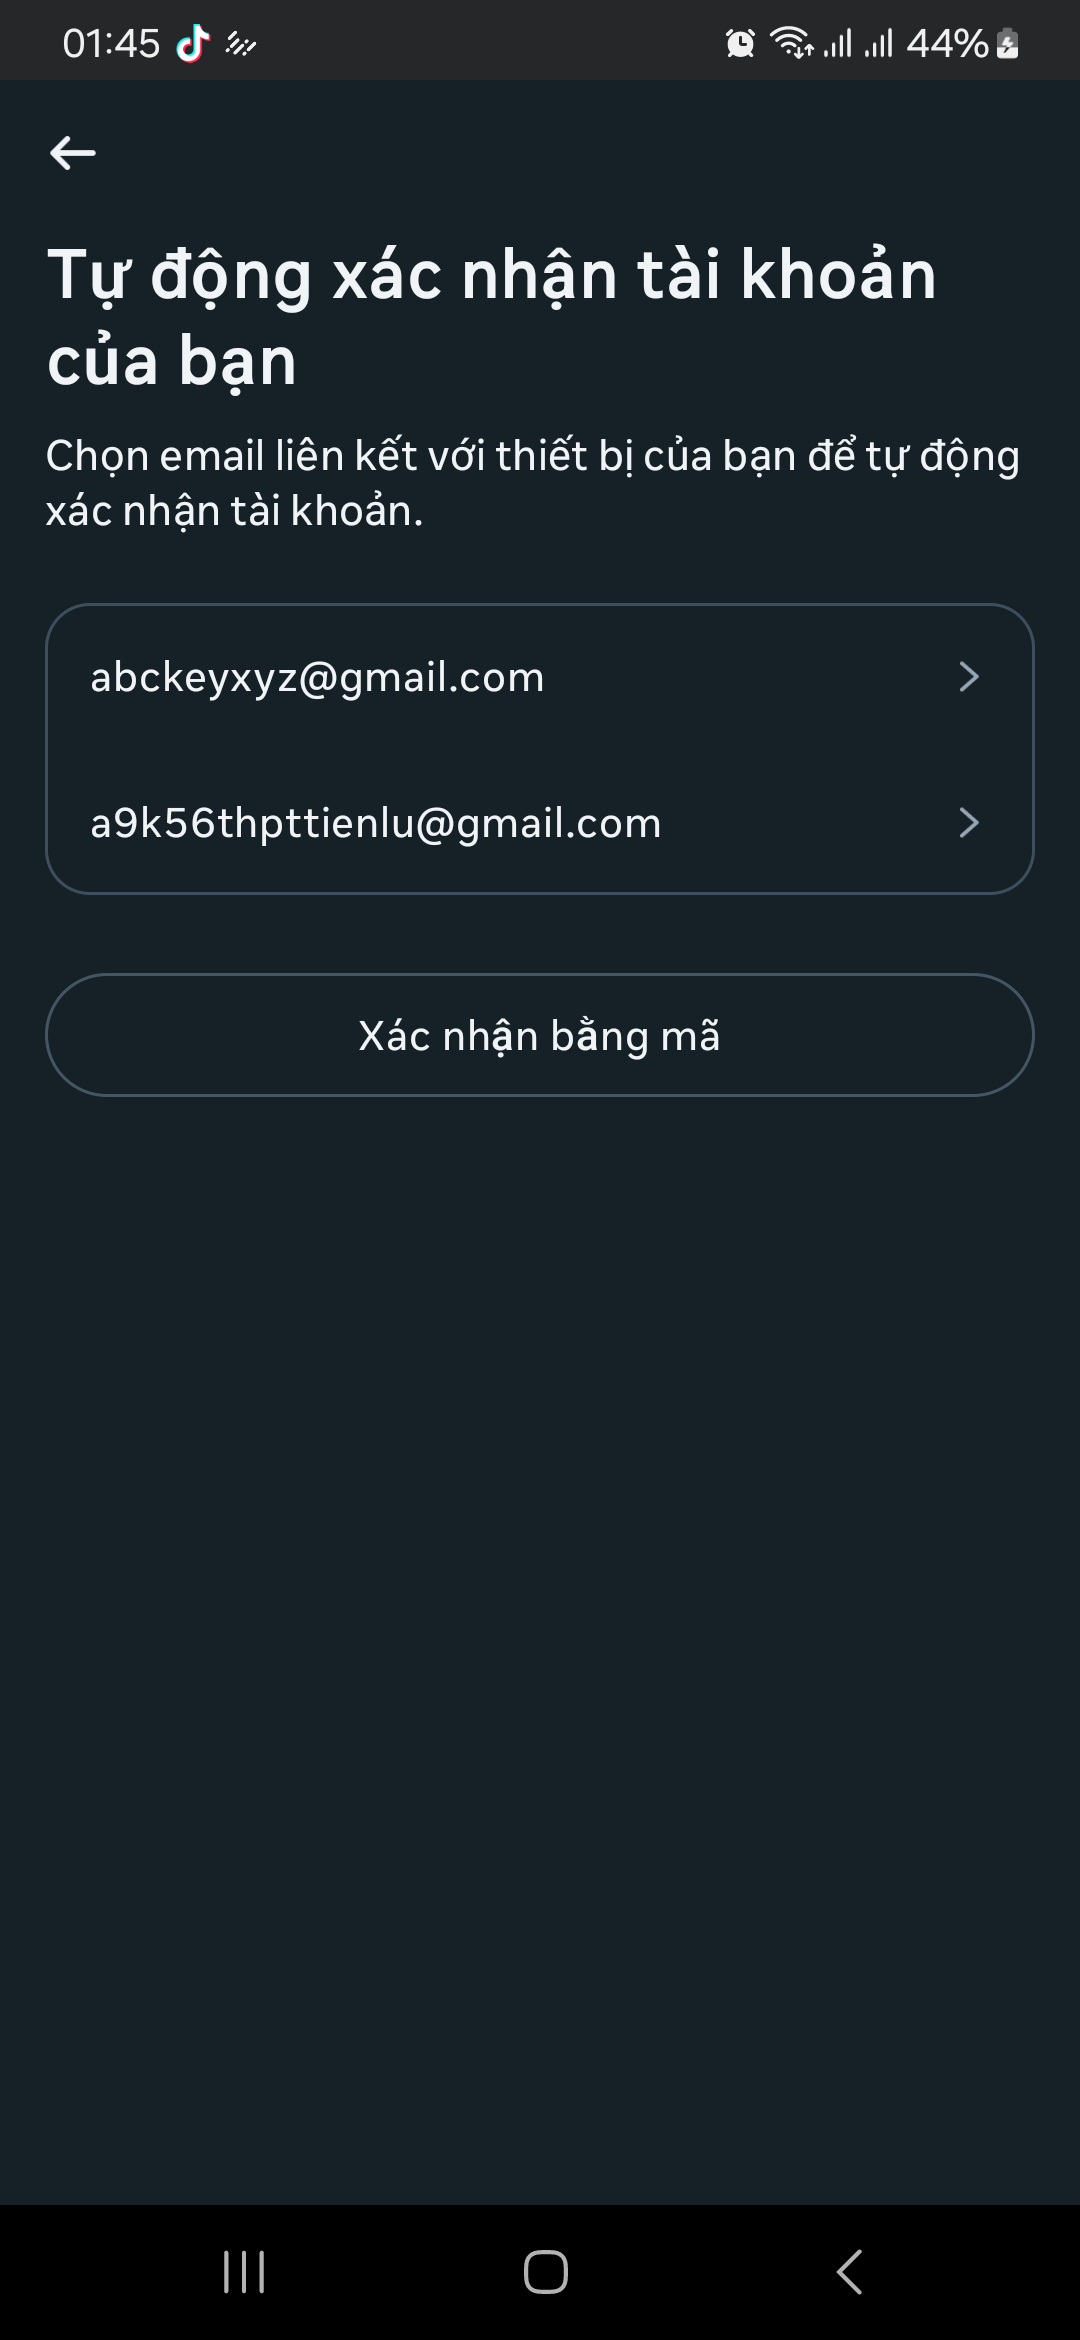 01:45
44%
Tự động xác nhận tài khoản
của bạn
Chọn email liên kết với thiết bị của bạn để tự động
xác nhận tài khoản.
abckeyxyz@gmail.com
a9k56thpttienlu@gmail.com
Xác nhận bằng mã